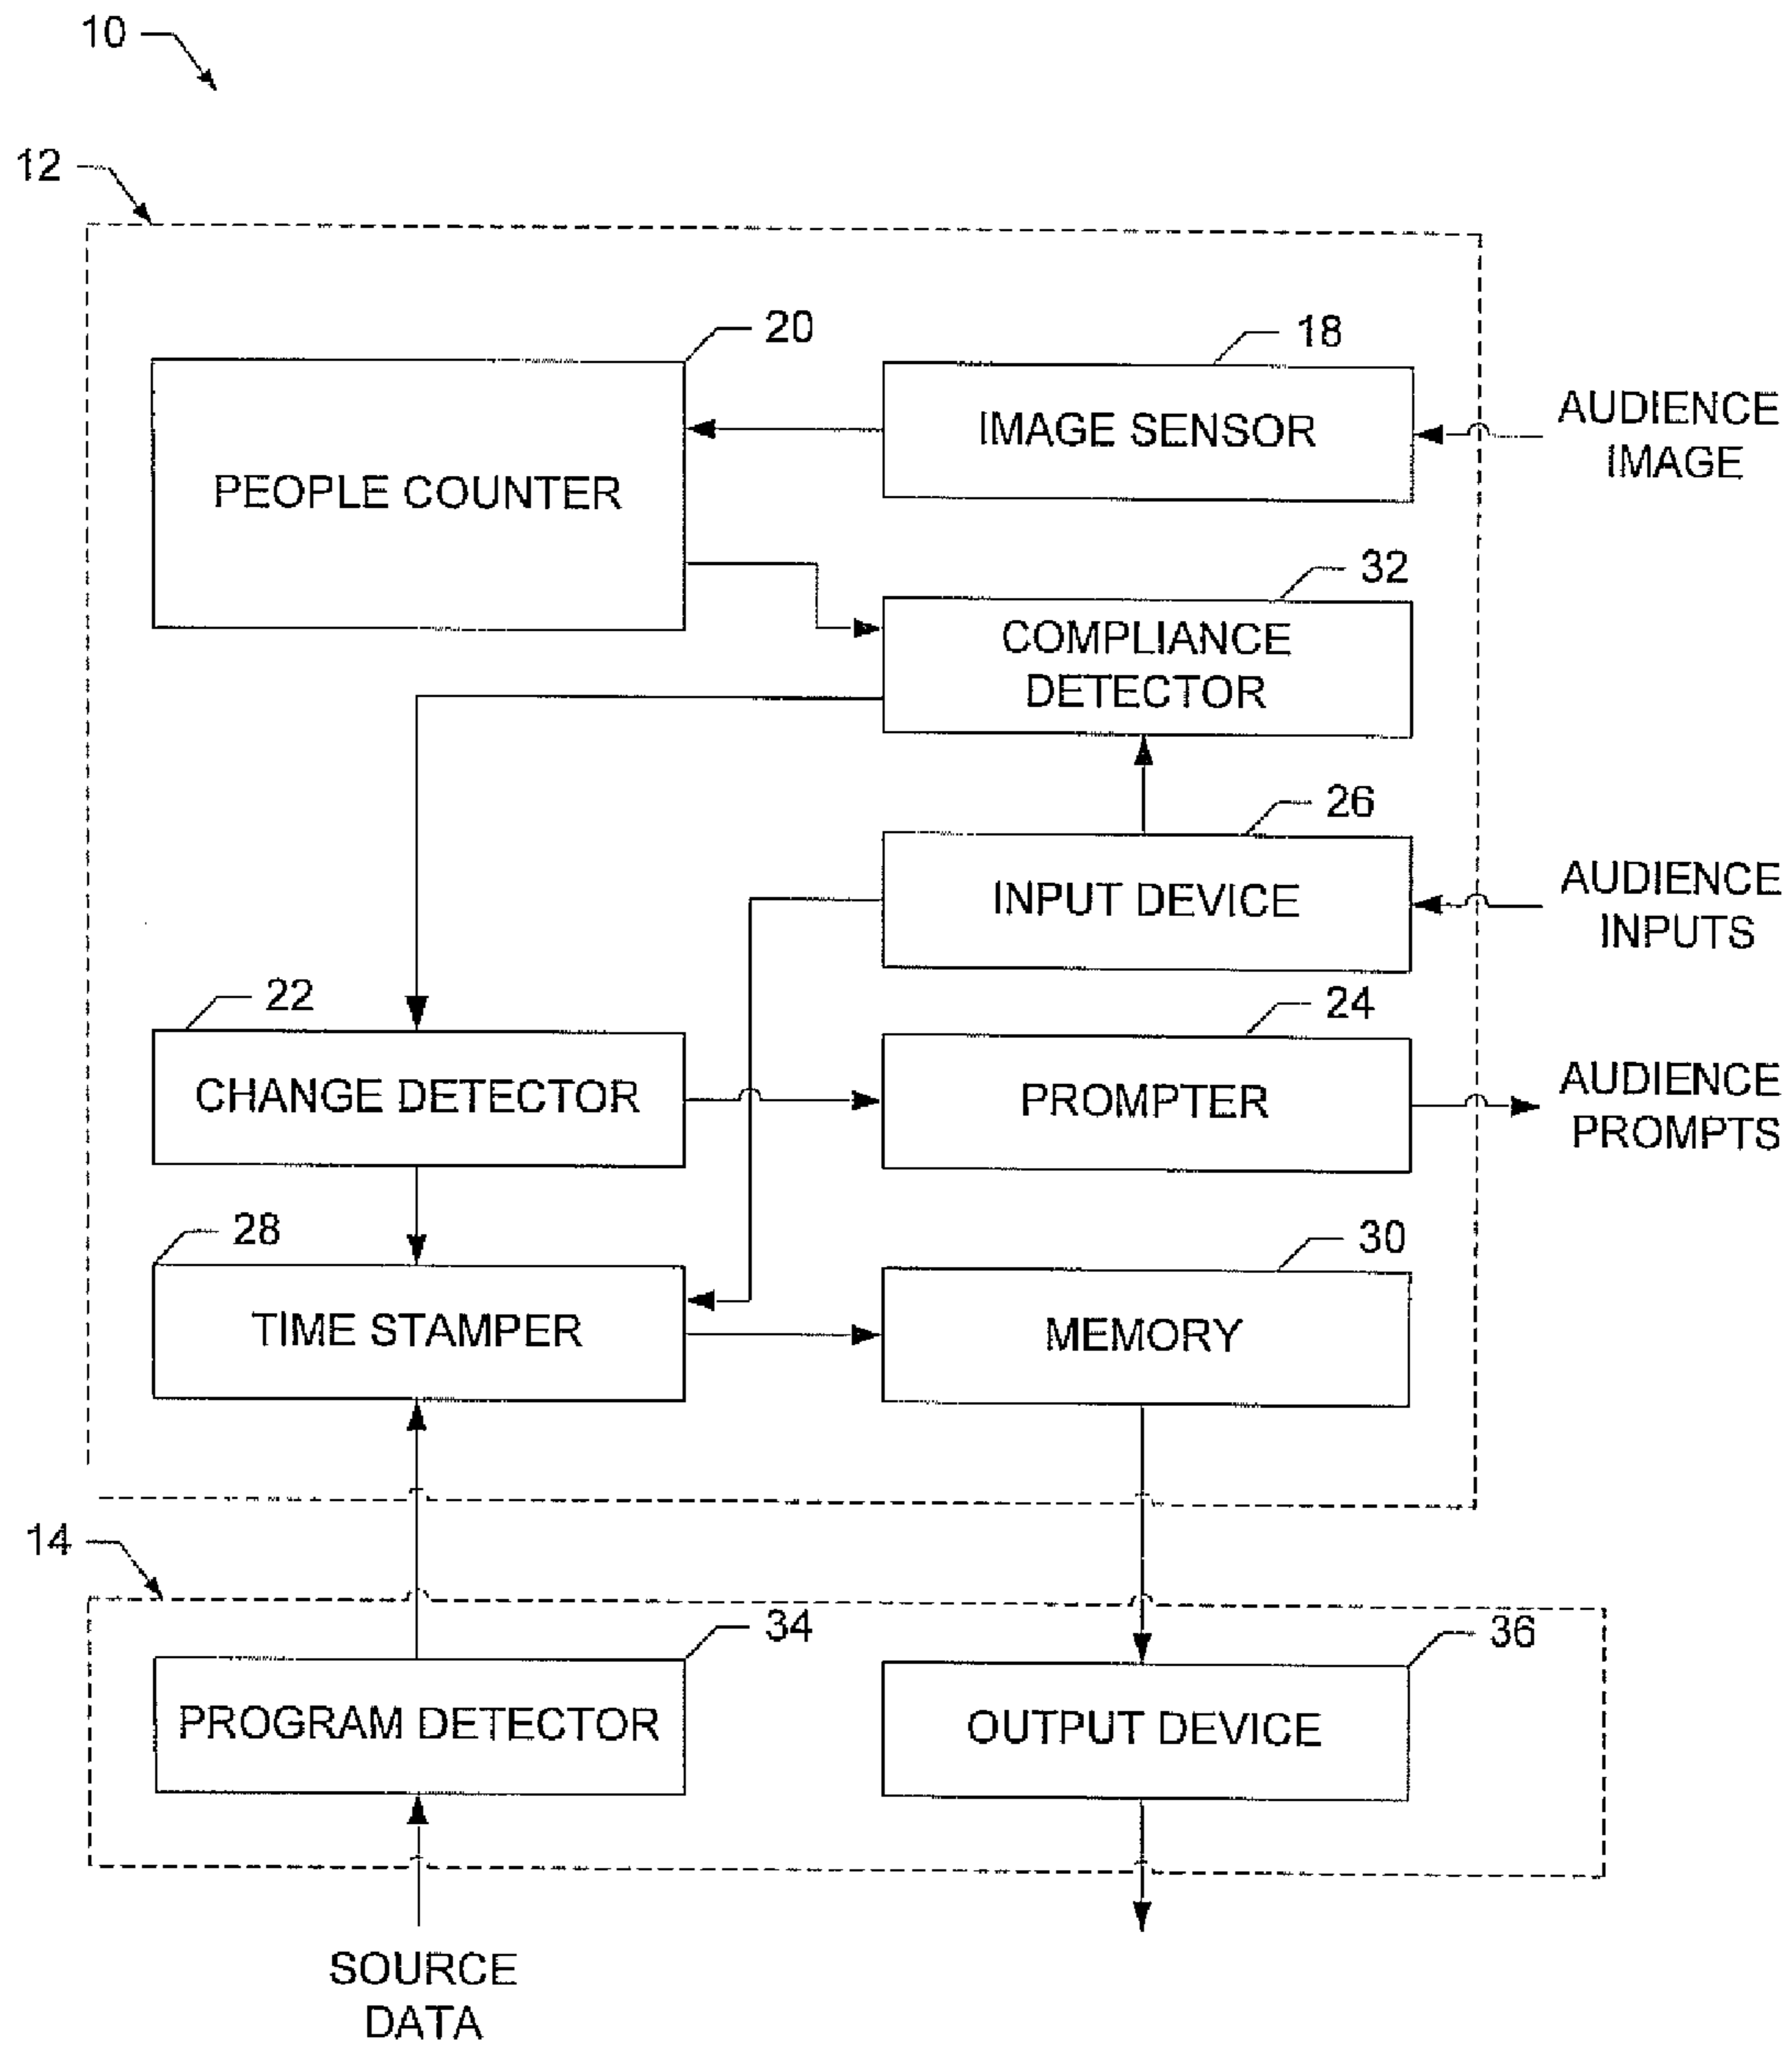 10
12
20
18
PEOPLE COUNTER
IMAGE SENSOR
AUDIENCE
IMAGE
32
COMPLIANCE
DETECTOR
26
INPUT DEVICE
AUDIENCE
INPUTS
22
24
CHANGE DETECTOR
PROMPTER
AUDIENCE
PROMPTS
28
30
TIME STAMPER
MEMORY
14
34
36
PROGRAM DETECTOR
OUTPUT DEVICE
SOURCE
DATA